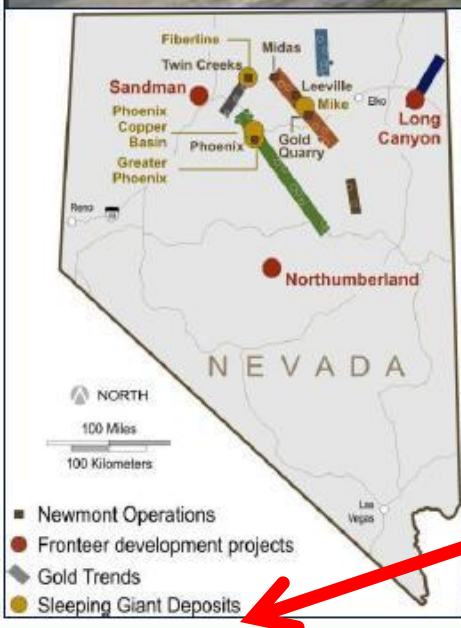 Fiberline
Midas
Twin Creeks
Leeville
Mike
Elko
Sandman
Long
Canyon
Phoenix
Copper
Basin
Phoenix
Gold
Quarry
Greater
Phoenix
Reno
Northumberland
NEVADA
NORTH
100 Miles
100 Kilometers
Las
Vegas
Newmont Operations
Fronteer development projects
Gold Trends
Sleeping Giant Deposits